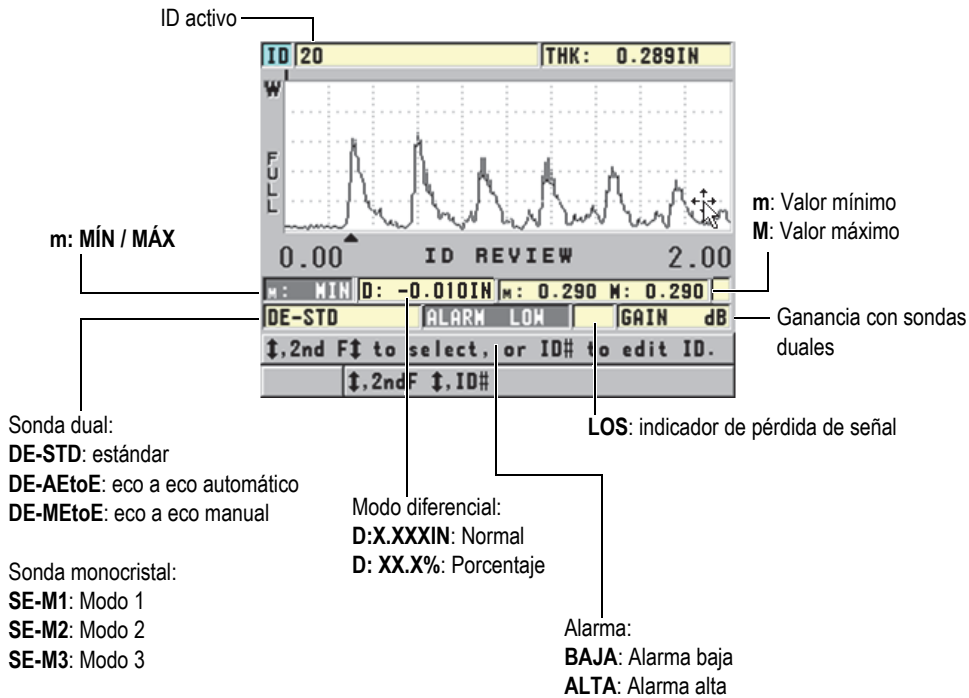 ID activo
ID 20 THK: 0.289IN
W
FULL
m: Valor mínimo
M: Valor máximo
m: MÍN / MÁX
0.00 ID REVIEW 2.00
M: MIN D: -0.010IN M: 0.290 M: 0.290
DE-STD ALARM LOW GAIN dB
Ganancia con sondas
duales
↕,2nd F↕ to select, or ID# to edit ID.
↕,2ndF ↕,ID#
Sonda dual:
DE-STD: estándar
DE-AEtoE: eco a eco automático
DE-MEtoE: eco a eco manual
LOS: indicador de pérdida de señal
Modo diferencial:
D:X.XXXIN: Normal
D: XX.X%: Porcentaje
Sonda monocristal:
SE-M1: Modo 1
SE-M2: Modo 2
SE-M3: Modo 3
Alarma:
BAJA: Alarma baja
ALTA: Alarma alta